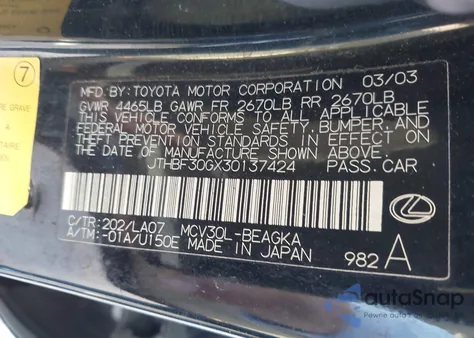 7
MFD. BY: TOYOTA MOTOR CORPORATION 03/03
GVWR 4465LB GAWR FR 2670LB RR 2670LB
THIS VEHICLE CONFORMS TO ALL APPLICABLE
FEDERAL MOTOR VEHICLE SAFETY, BUMPER, AND
THEFT PREVENTION STANDARDS IN EFFECT ON
THE DATE OF MANUFACTURE SHOWN ABOVE.
JTHBF30GX30137424 PASS. CAR
C/TR: 202/LA07 MCV30L-BEAGKA
A/TM: -01A/U150E MADE IN JAPAN
982 A
autoSnap
Pewnie prosto z